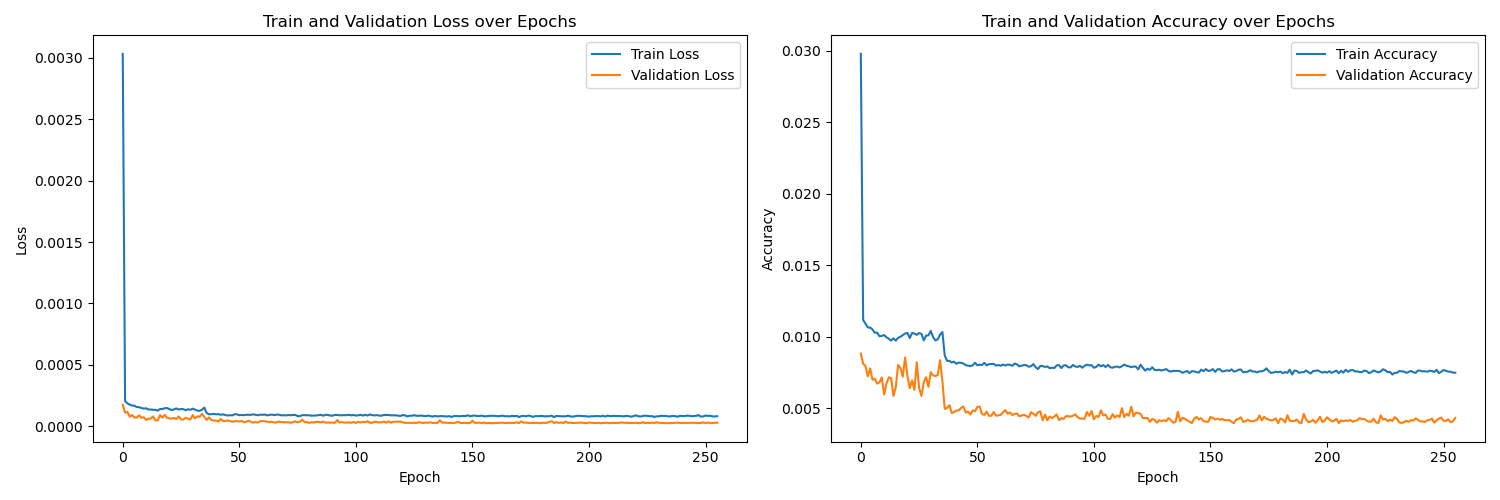 Train and Validation Loss over Epochs
Train Loss
Validation Loss
0.0030
0.0025
0.0020
0.0015
0.0010
0.0005
0.0000
Loss
0
50
100
150
200
250
Epoch
Train and Validation Accuracy over Epochs
Train Accuracy
Validation Accuracy
0.030
0.025
0.020
0.015
0.010
0.005
Accuracy
0
50
100
150
200
250
Epoch